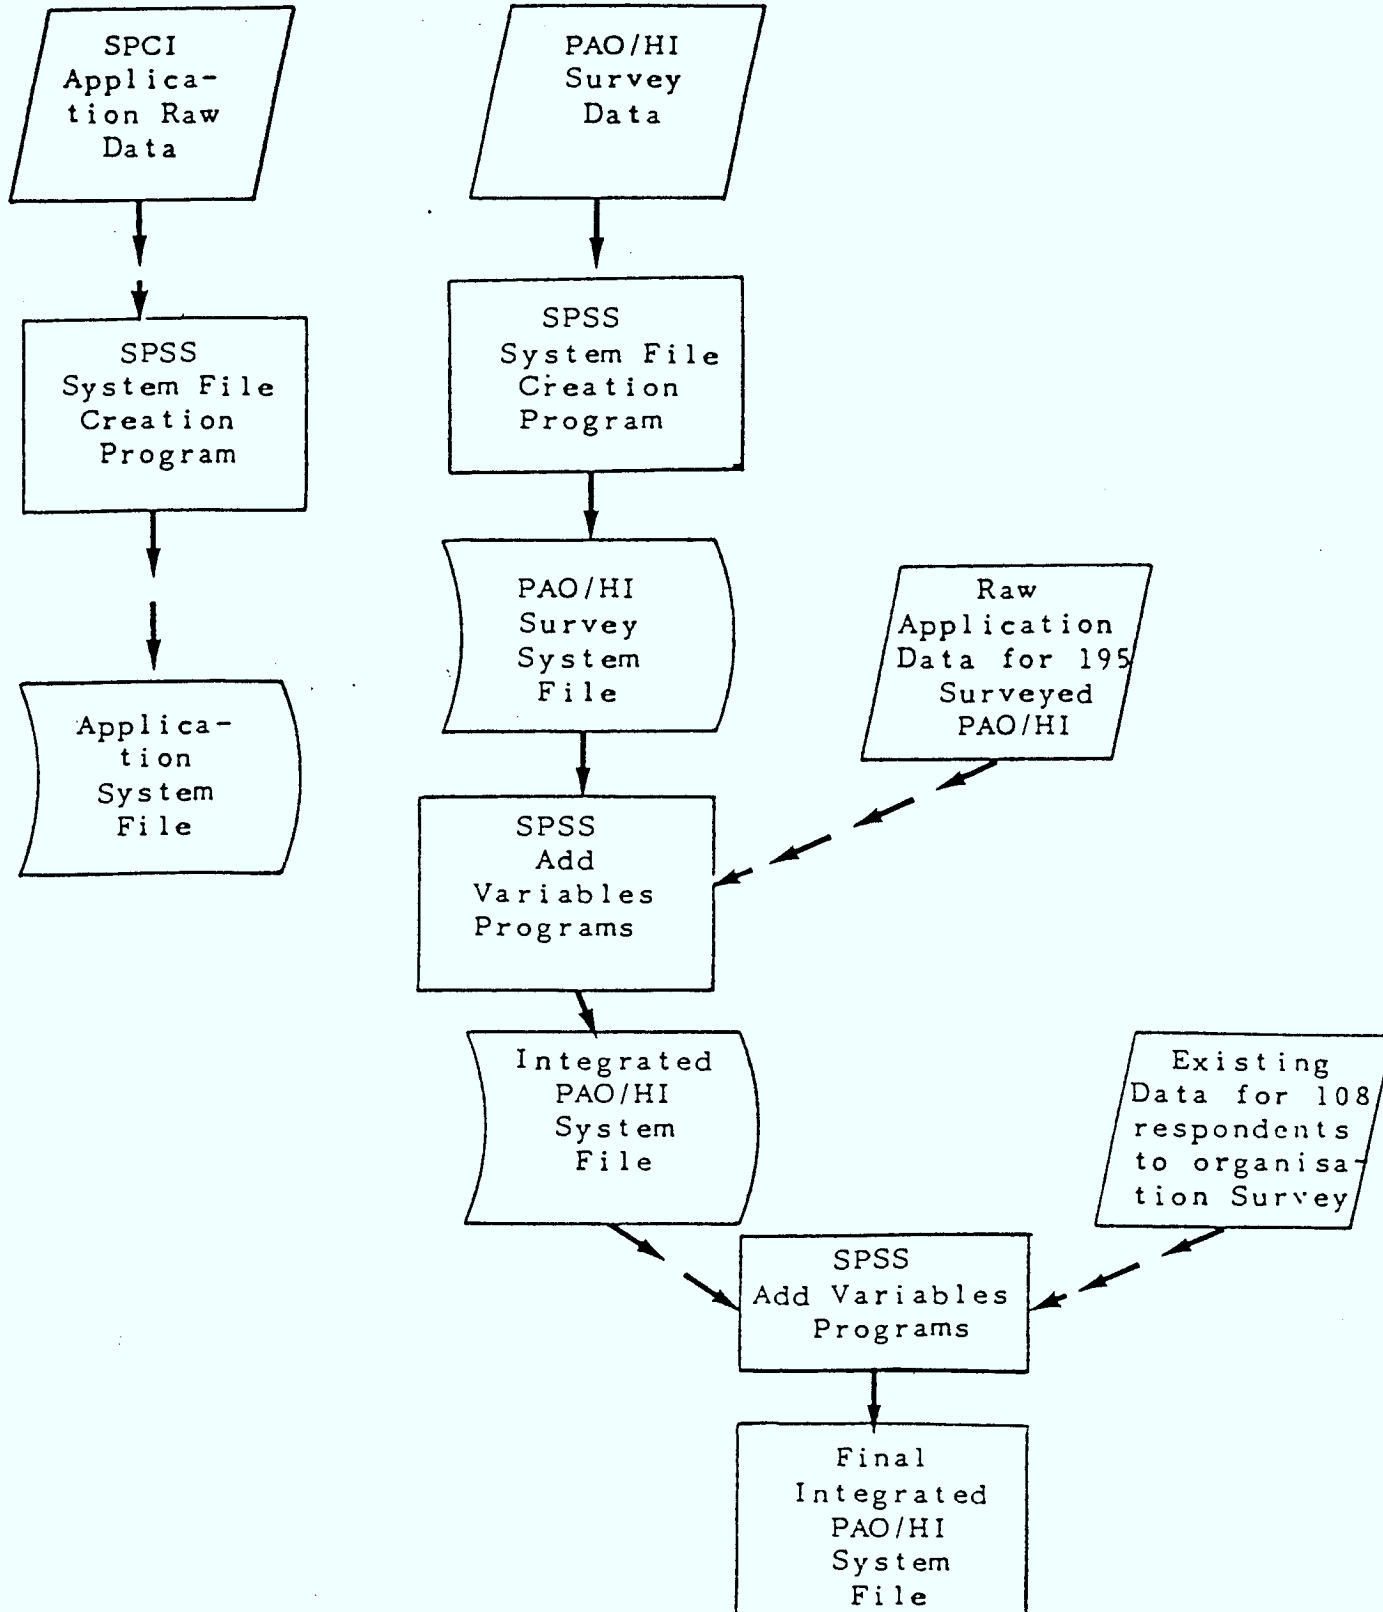 SPCI
Applica-
tion Raw
Data
PAO/HI
Survey
Data
SPSS
System File
Creation
Program
SPSS
System File
Creation
Program
Applica-
tion
System
File
PAO/HI
Survey
System
File
Raw
Application
Data for 195
Surveyed
PAO/HI
SPSS
Add
Variables
Programs
Integrated
PAO/HI
System
File
Existing
Data for 108
respondents
to organisa-
tion Survey
SPSS
Add Variables
Programs
Final
Integrated
PAO/HI
System
File